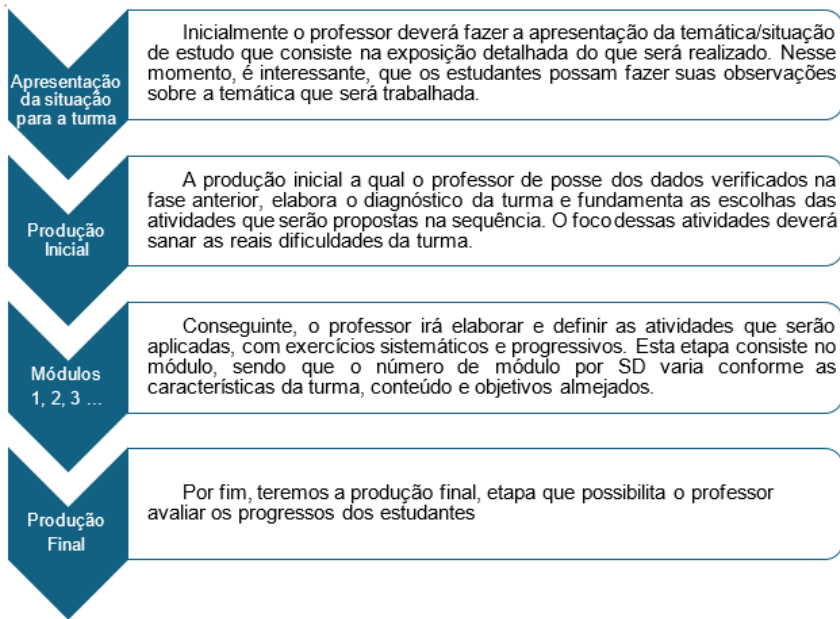 Apresentação
da situação
para a turma
Inicialmente o professor deverá fazer a apresentação da temática/situação
de estudo que consiste na exposição detalhada do que será realizado. Nesse
momento, é interessante, que os estudantes possam fazer suas observações
sobre a temática que será trabalhada.
Produção
Inicial
A produção inicial a qual o professor de posse dos dados verificados na
fase anterior, elabora o diagnóstico da turma e fundamenta as escolhas das
atividades que serão propostas na sequência. O foco dessas atividades deverá
sanar as reais dificuldades da turma.
Módulos
1, 2, 3 ...
Conseguinte, o professor irá elaborar e definir as atividades que serão
aplicadas, com exercícios sistemáticos e progressivos. Esta etapa consiste no
módulo, sendo que o número de módulo por SD varia conforme as
características da turma, conteúdo e objetivos almejados.
Produção
Final
Por fim, teremos a produção final, etapa que possibilita o professor
avaliar os progressos dos estudantes